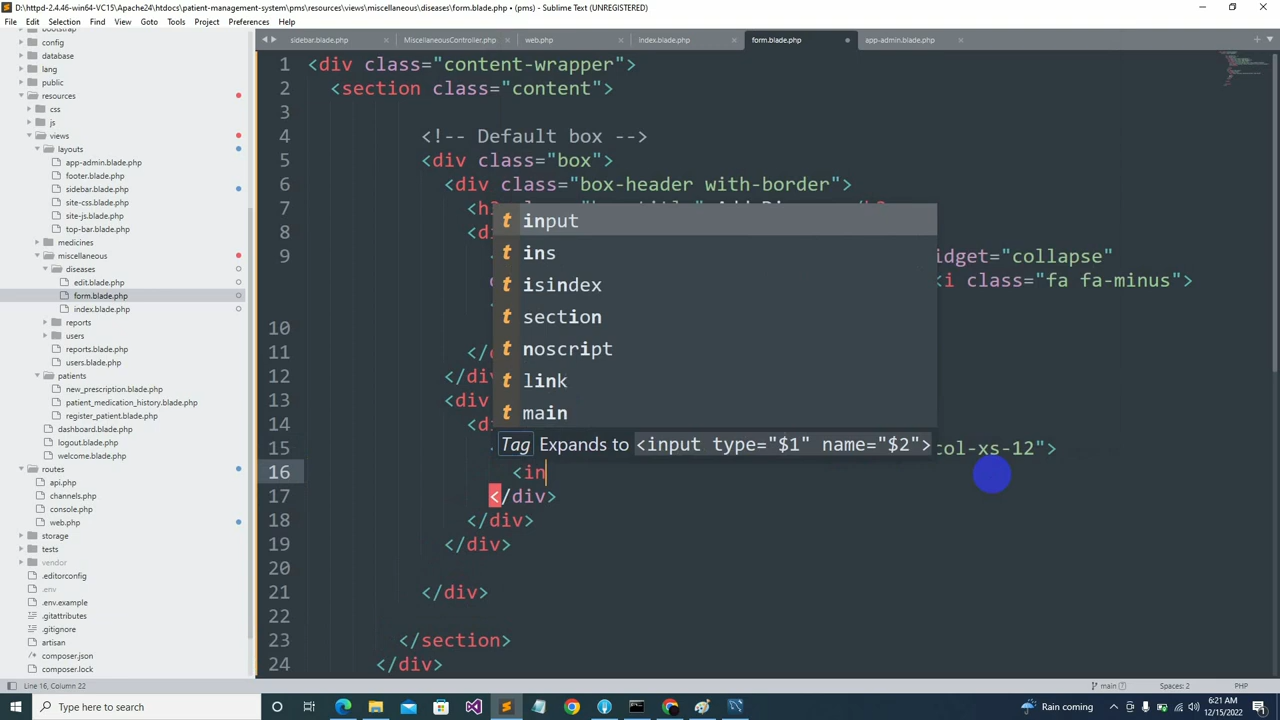 D:\httpd-2.4.46-win64-VC15\Apache24\htdocs\patient-management-system\pms\resources\views\miscellaneous\diseases\form.blade.php • (pms) - Sublime Text (UNREGISTERED)
File Edit Selection Find View Goto Tools Project Preferences Help
sidebar.blade.php MiscellaneousController.php web.php index.blade.php form.blade.php app-admin.blade.php
bootstrap
config
database
lang
public
resources
css
js
views
layouts
app-admin.blade.php
footer.blade.php
sidebar.blade.php
site-css.blade.php
site-js.blade.php
top-bar.blade.php
medicines
miscellaneous
diseases
edit.blade.php
form.blade.php
index.blade.php
reports
users
reports.blade.php
users.blade.php
patients
new_prescription.blade.php
patient_medication_history.blade.php
register_patient.blade.php
dashboard.blade.php
logout.blade.php
welcome.blade.php
routes
api.php
channels.php
console.php
web.php
storage
tests
vendor
.editorconfig
.env
.env.example
.gitattributes
.gitignore
artisan
composer.json
composer.lock
1 <div class="content-wrapper">
2 <section class="content">
3
4 <!-- Default box -->
5 <div class="box">
6 <div class="box-header with-border">
7 <h
8 <d
9 idget="collapse"
<i class="fa fa-minus">
10
11 </
12 </div
13 <div
14 <d
15 col-xs-12">
16 <in
17 </div>
18 </div>
19 </div>
20
21 </div>
22
23 </section>
24 </div>
input
ins
isindex
section
noscript
link
main
Tag Expands to <input type="$1" name="$2">
Line 16, Column 22 main Spaces: 2 PHP
Type here to search Rain coming 6:21 AM
12/15/2022